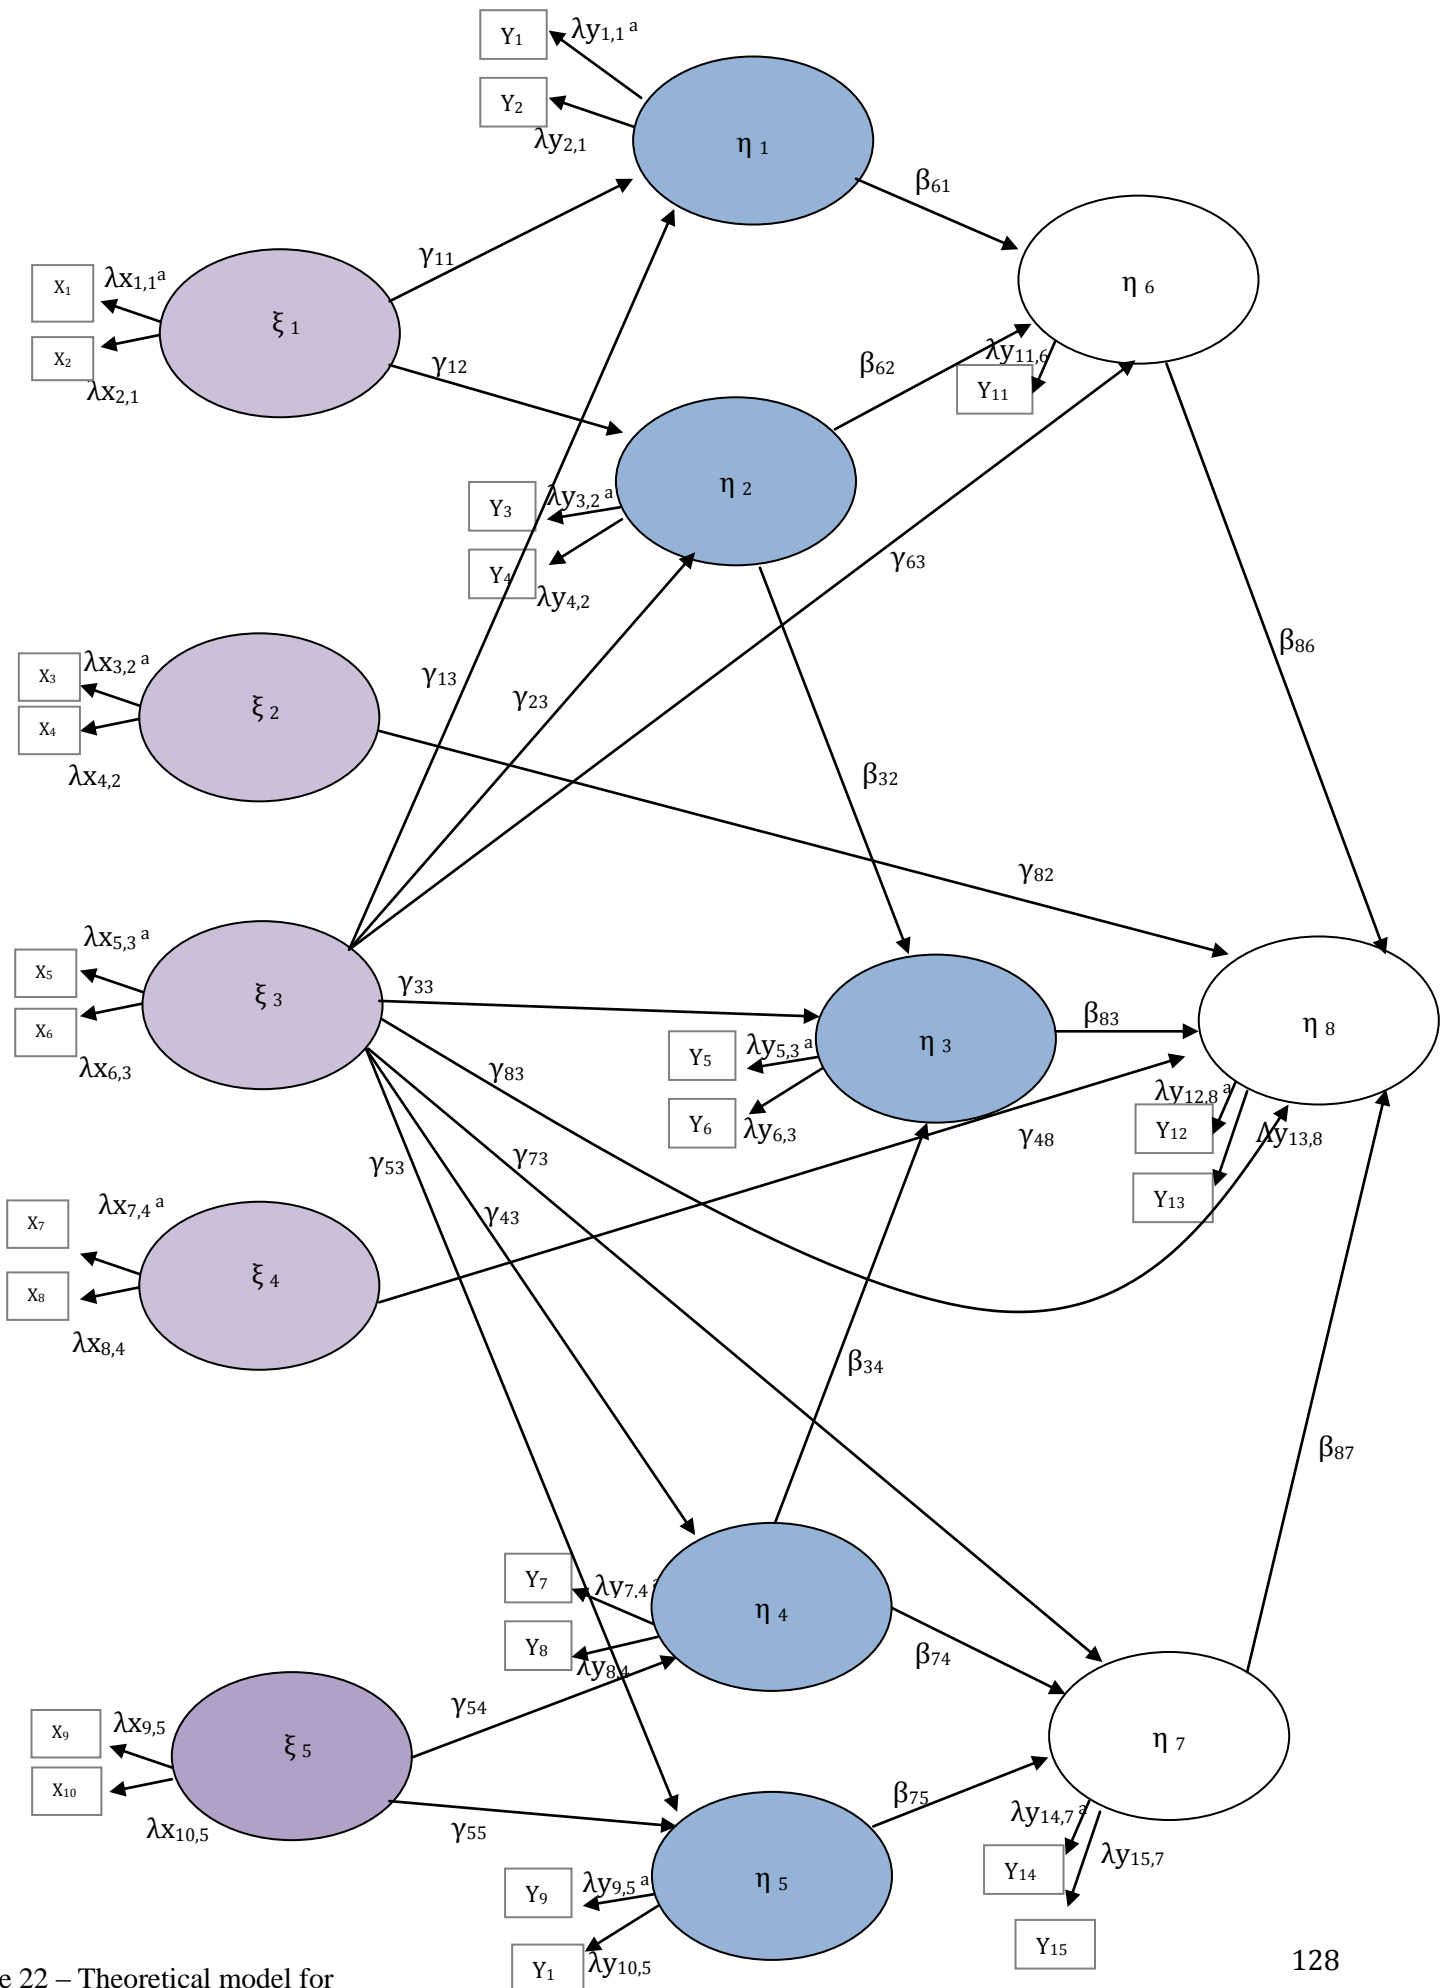 Y1
λy1,1 a
Y2
λy2,1
η 1
β61
γ11
η 6
X1
λx1,1a
ξ 1
X2
λx2,1
γ12
β62
λy11,6
Y11
η 2
Y3
λy3,2 a
Y4
λy4,2
γ63
β86
X3
λx3,2 a
ξ 2
X4
λx4,2
γ13
γ23
β32
γ82
λx5,3 a
X5
ξ 3
X6
λx6,3
γ33
β83
η 8
η 3
Y5
λy5,3 a
Y6
λy6,3
γ83
λy12,8 a
Y12
Λy13,8
Y13
γ48
γ53
γ73
γ43
X7
λx7,4 a
ξ 4
X8
λx8,4
β34
β87
Y7
λy7,4 a
η 4
Y8
λy8,4
β74
γ54
X9
λx9,5
ξ 5
X10
λx10,5
η 7
β75
γ55
λy14,7 a
Y14
λy15,7
Y15
Y9
λy9,5 a
η 5
Y1
λy10,5
e 22 – Theoretical model for
128